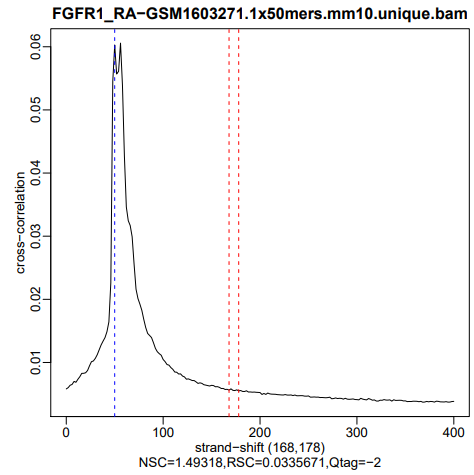 FGFR1_RA−GSM1603271.1x50mers.mm10.unique.bam
cross−correlation
0.06
0.05
0.04
0.03
0.02
0.01
0 100 200 300 400
strand−shift (168,178)
NSC=1.49318,RSC=0.0335671,Qtag=−2